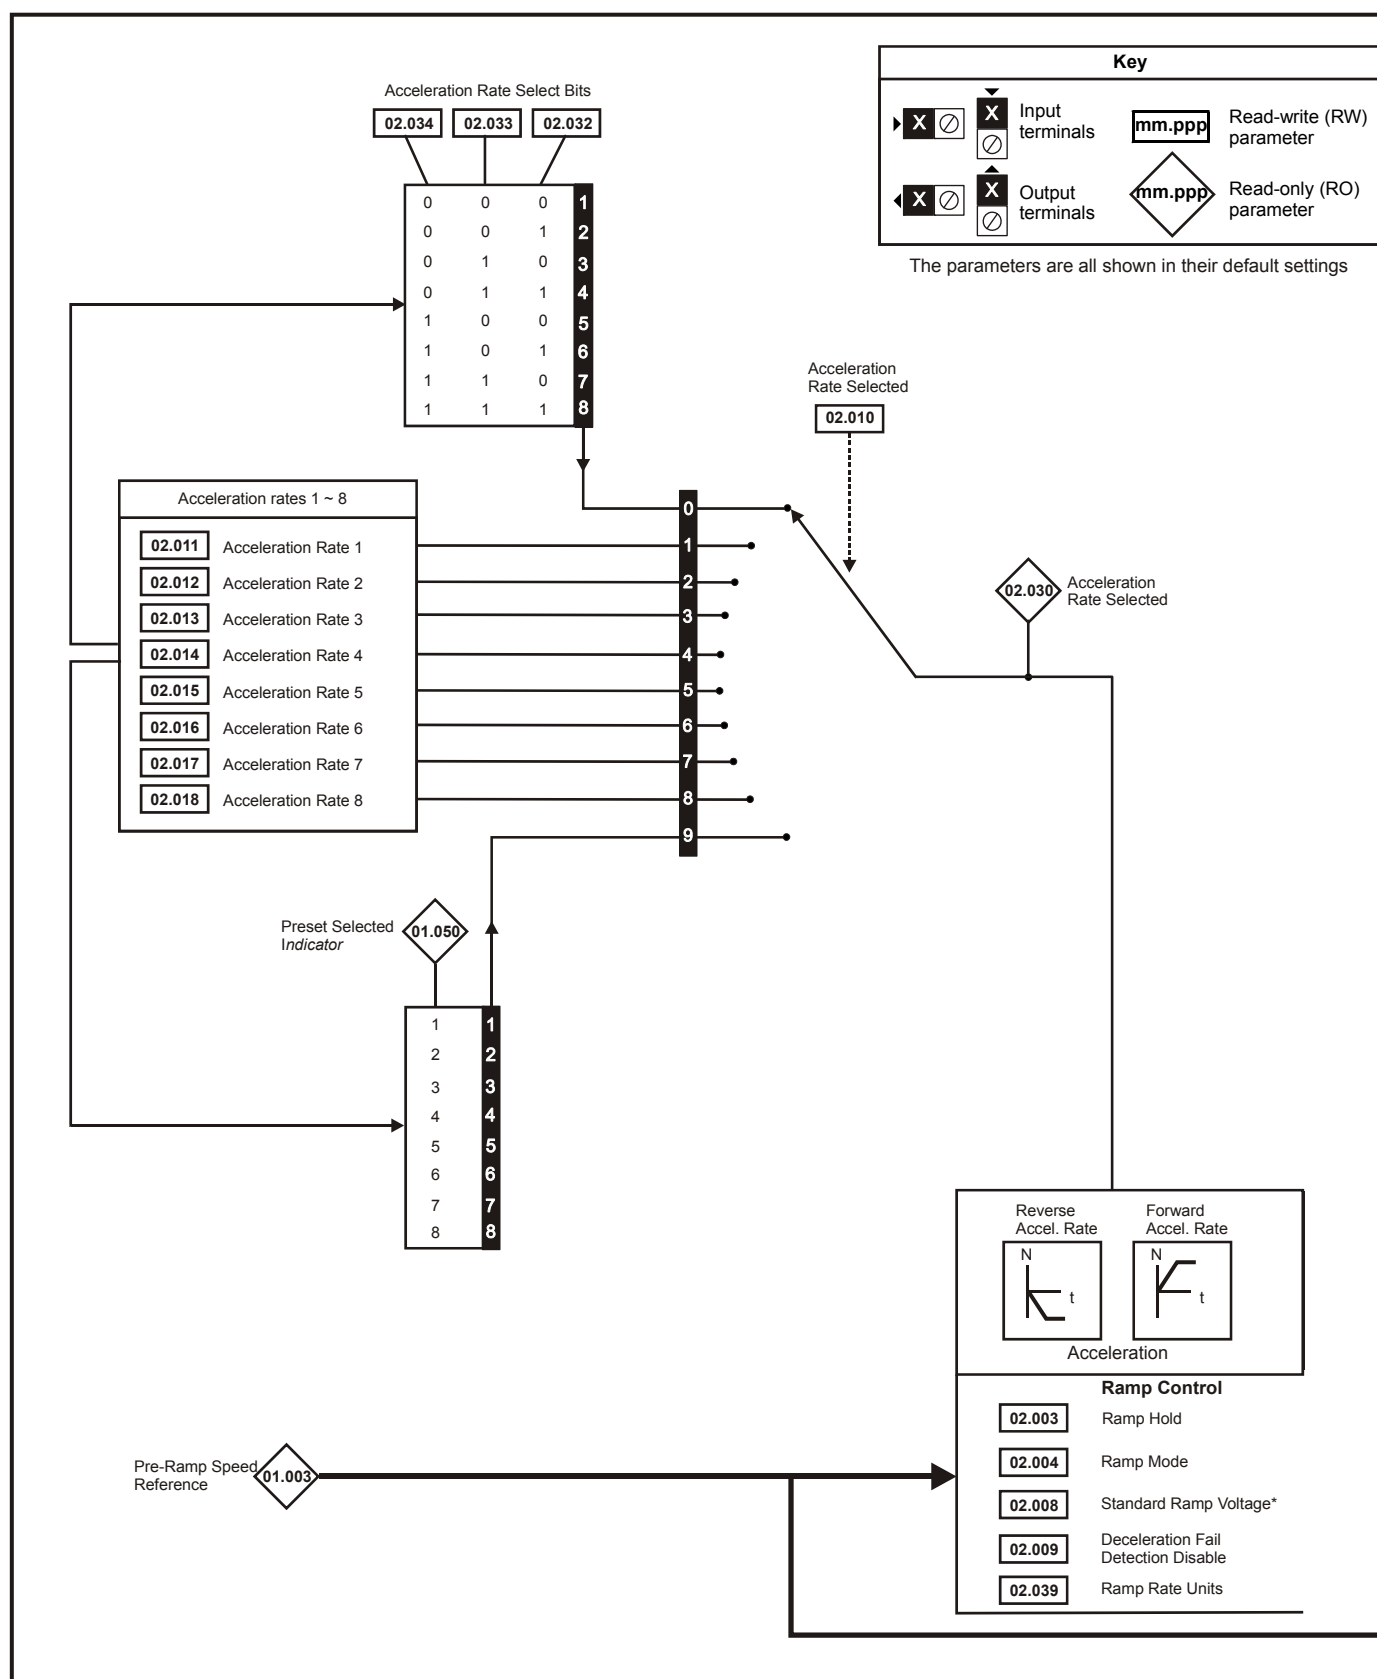 Key
X
X
Input
terminals
mm.ppp
Read-write (RW)
parameter
X
X
Output
terminals
mm.ppp
Read-only (RO)
parameter
The parameters are all shown in their default settings
Acceleration Rate Select Bits
02.034 02.033 02.032
0 0 0 1
0 0 1 2
0 1 0 3
0 1 1 4
1 0 0 5
1 0 1 6
1 1 0 7
1 1 1 8
Acceleration
Rate Selected
02.010
Acceleration rates 1 ~ 8
02.011 Acceleration Rate 1
02.012 Acceleration Rate 2
02.013 Acceleration Rate 3
02.014 Acceleration Rate 4
02.015 Acceleration Rate 5
02.016 Acceleration Rate 6
02.017 Acceleration Rate 7
02.018 Acceleration Rate 8
0
1
2
3
4
5
6
7
8
9
02.030
Acceleration
Rate Selected
Preset Selected
Indicator
01.050
1 1
2 2
3 3
4 4
5 5
6 6
7 7
8 8
Reverse
Accel. Rate
Forward
Accel. Rate
N
t
N
t
Acceleration
Ramp Control
02.003 Ramp Hold
02.004 Ramp Mode
02.008 Standard Ramp Voltage*
02.009 Deceleration Fail
Detection Disable
02.039 Ramp Rate Units
Pre-Ramp Speed
Reference
01.003